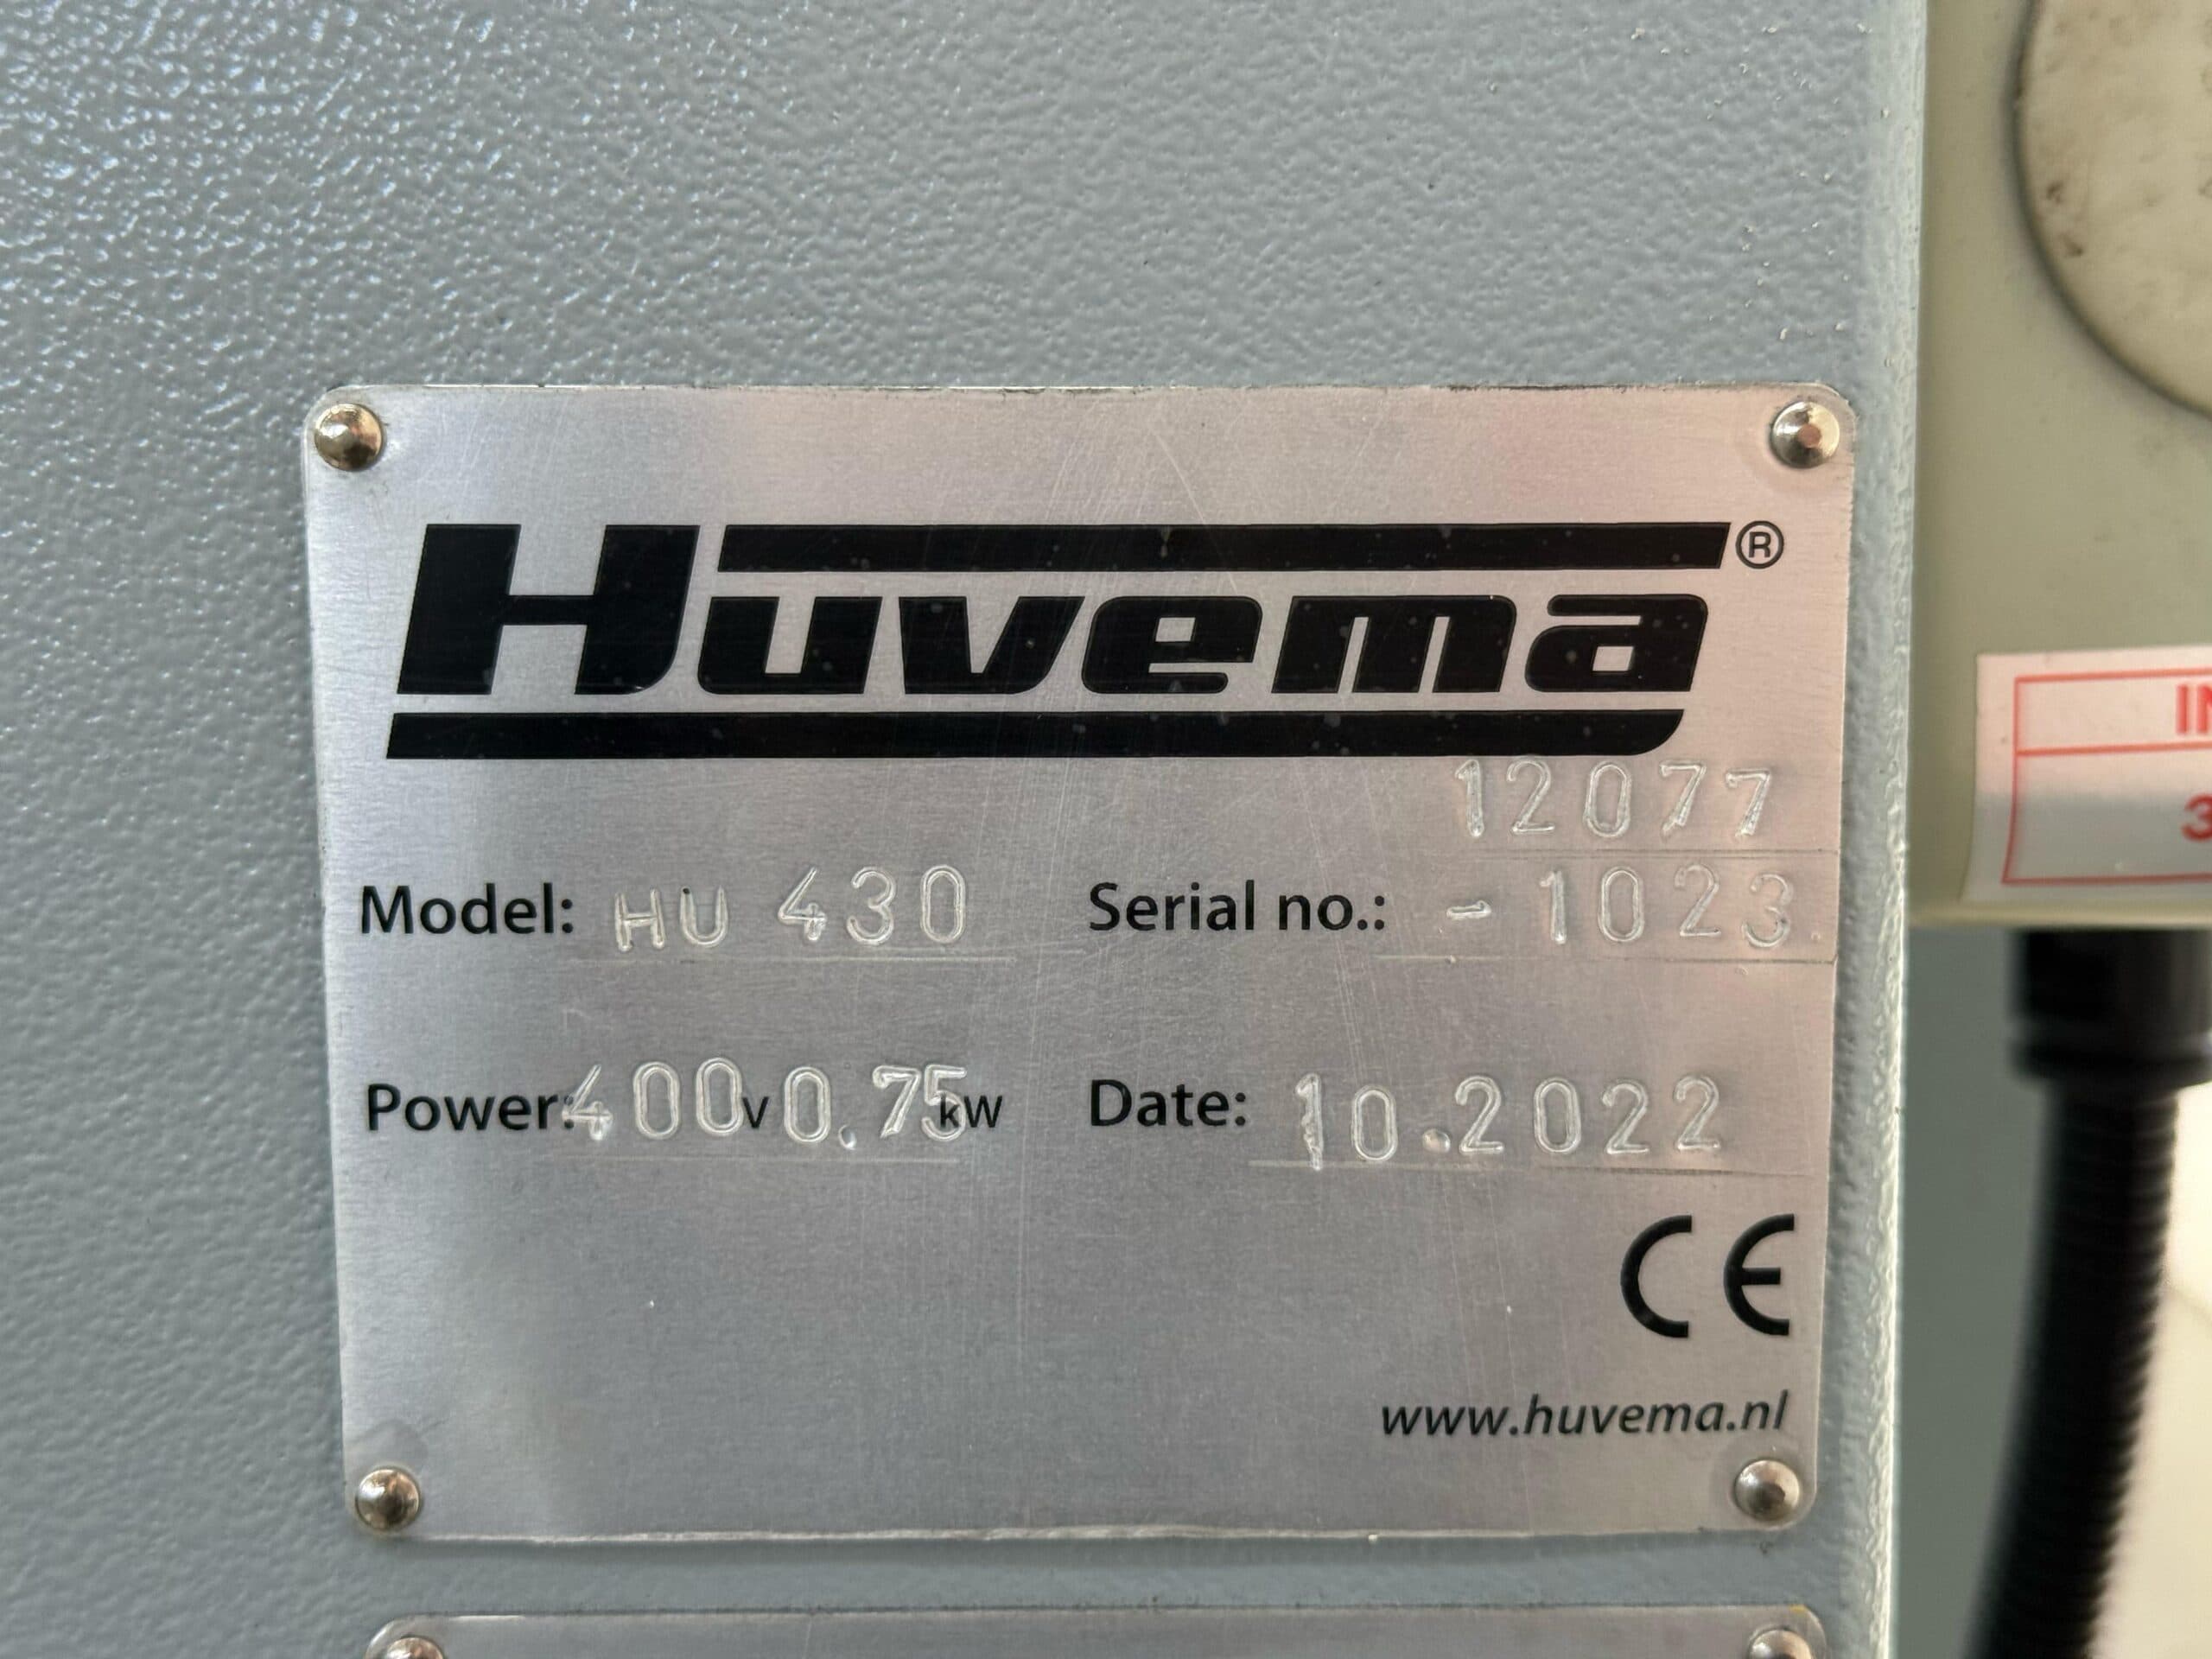 Huvema®
12077
Model: HU 430 Serial no.: -1023
Power: 400v 0.75kw Date: 10.2022
CE
www.huvema.nl